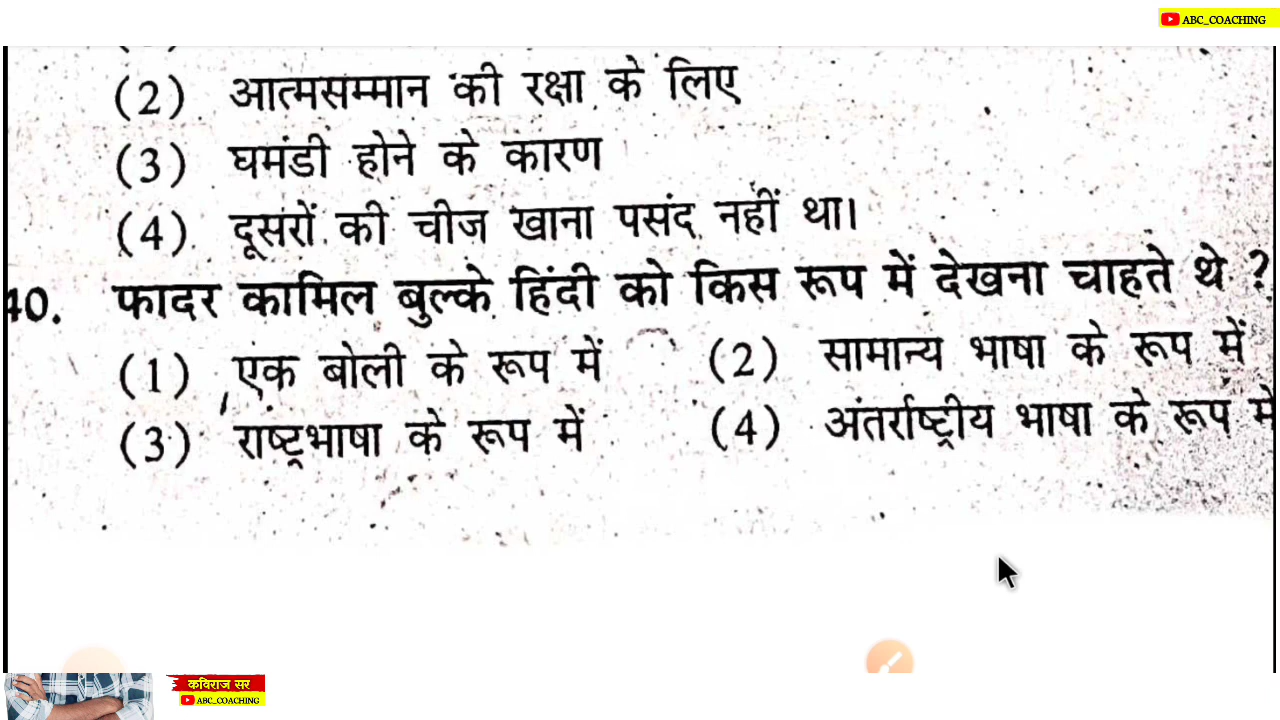 ABC_COACHING
(2) आत्मसम्मान की रक्षा के लिए
(3) घमंडी होने के कारण
(4) दूसरों की चीज खाना पसंद नहीं था।
40. फादर कामिल बुल्के हिंदी को किस रूप में देखना चाहते थे ?
(1) एक बोली के रूप में (2) सामान्य भाषा के रूप में
(3) राष्ट्रभाषा के रूप में (4) अंतर्राष्ट्रीय भाषा के रूप में
कविराज सर
ABC_COACHING